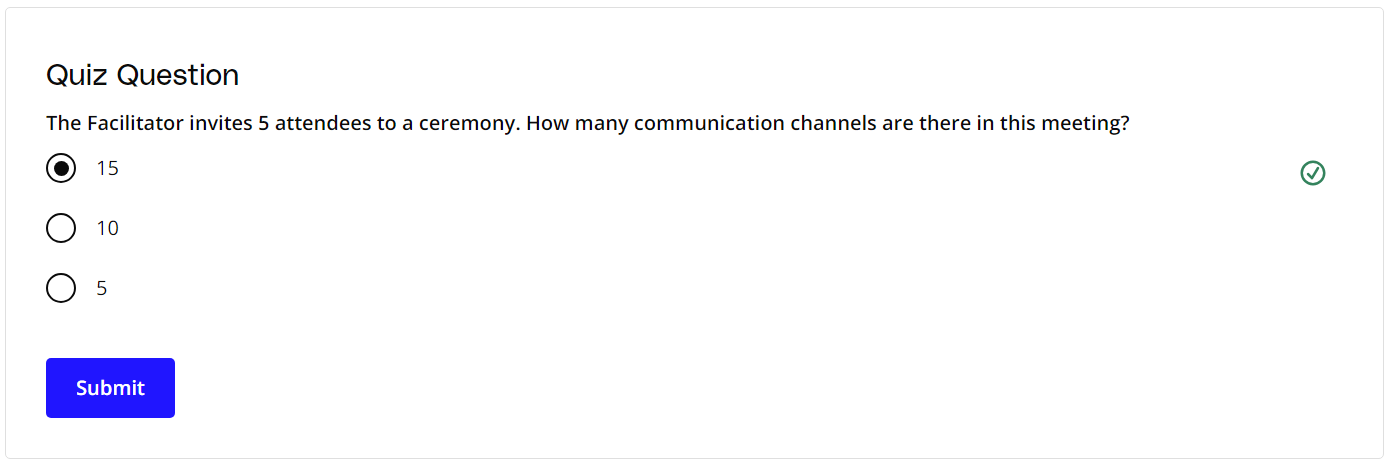 Quiz Question
The Facilitator invites 5 attendees to a ceremony. How many communication channels are there in this meeting?
15
10
5
Submit